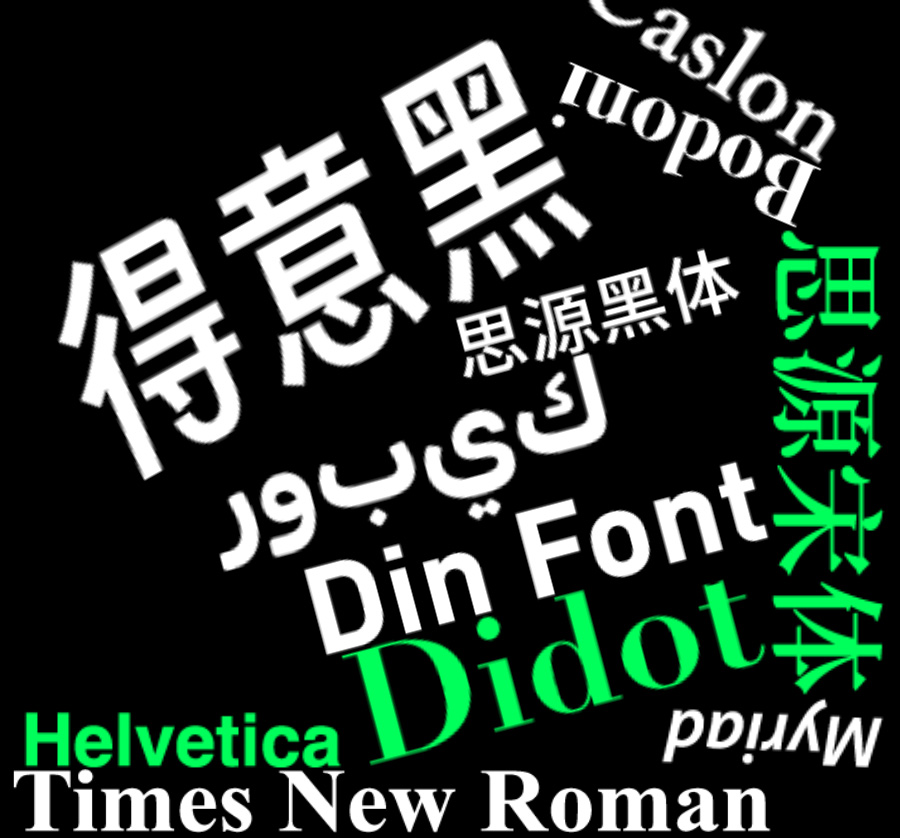 Caslon
Bodoni
得意黑
思源黑体
ك ي ب و ر
Din Font
Didot
思源宋体
Myriad
Helvetica
Times New Roman